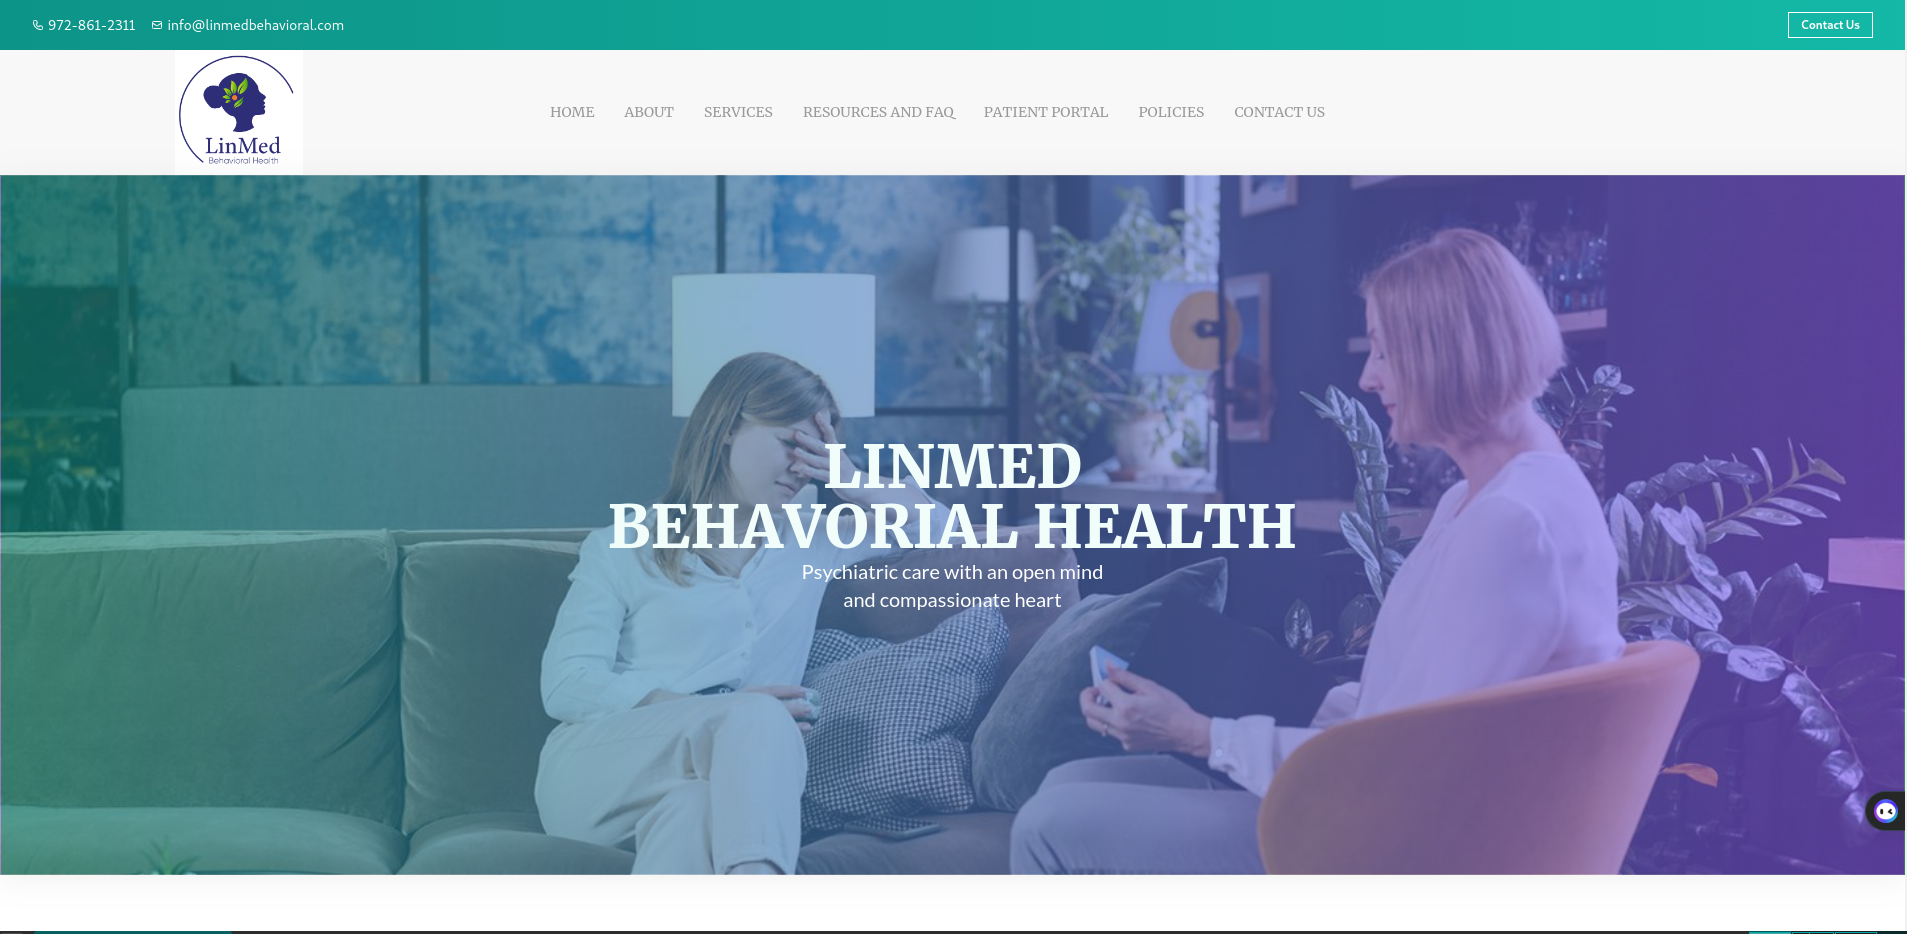 972-861-2311 info@linmedbehavioral.com Contact Us
LinMed
Behavioral Health
HOME ABOUT SERVICES RESOURCES AND FAQ PATIENT PORTAL POLICIES CONTACT US
LINMED
BEHAVORIAL HEALTH
Psychiatric care with an open mind
and compassionate heart